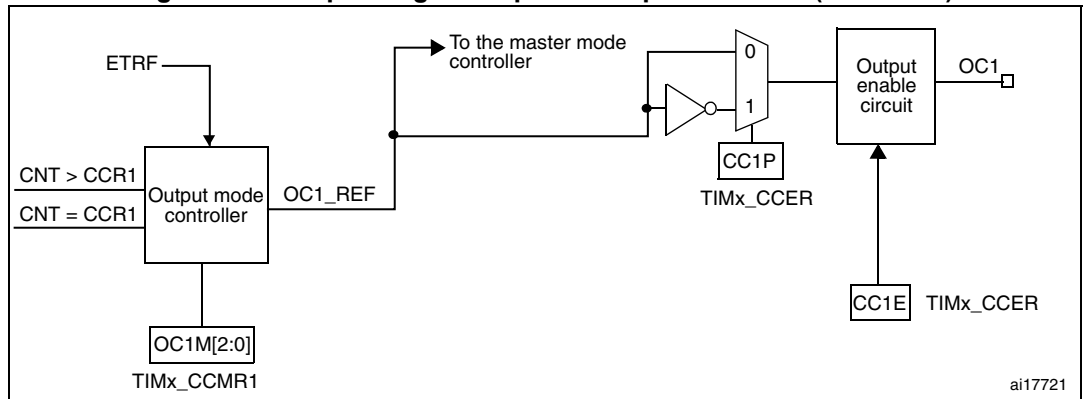 To the master mode
controller
ETRF
0
Output
enable
circuit
OC1
1
CC1P
TIMx_CCER
CNT > CCR1
CNT = CCR1
Output mode
controller
OC1_REF
CC1E
TIMx_CCER
OC1M[2:0]
TIMx_CCMR1
ai17721